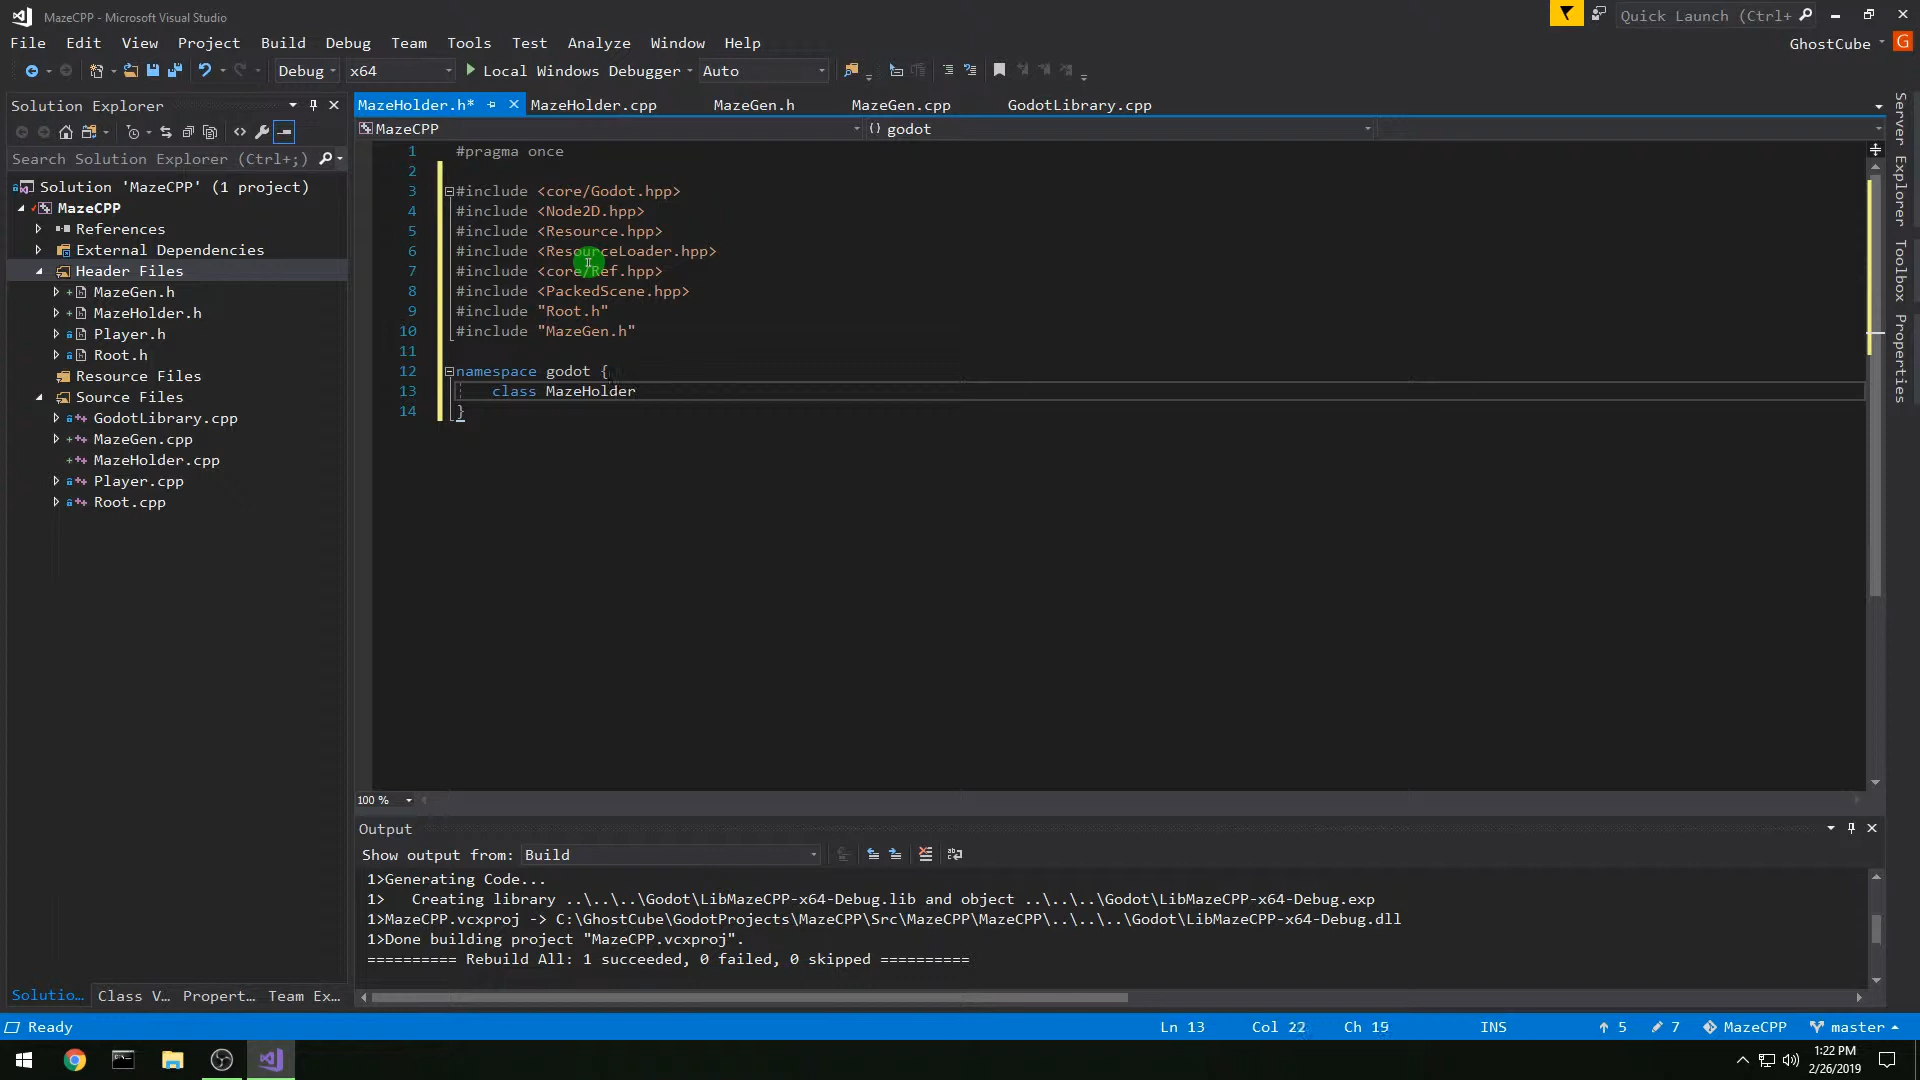 MazeCPP - Microsoft Visual Studio
Quick Launch (Ctrl+
File Edit View Project Build Debug Team Tools Test Analyze Window Help
GhostCube G
Debug x64 Local Windows Debugger Auto
Solution Explorer
Search Solution Explorer (Ctrl+;)
Solution 'MazeCPP' (1 project)
MazeCPP
References
External Dependencies
Header Files
MazeGen.h
MazeHolder.h
Player.h
Root.h
Resource Files
Source Files
GodotLibrary.cpp
MazeGen.cpp
MazeHolder.cpp
Player.cpp
Root.cpp
Solutio... Class V... Propert... Team Ex...
MazeHolder.h* MazeHolder.cpp MazeGen.h MazeGen.cpp GodotLibrary.cpp
MazeCPP {} godot
1 #pragma once
2
3 #include <core/Godot.hpp>
4 #include <Node2D.hpp>
5 #include <Resource.hpp>
6 #include <ResourceLoader.hpp>
7 #include <core/Ref.hpp>
8 #include <PackedScene.hpp>
9 #include "Root.h"
10 #include "MazeGen.h"
11
12 namespace godot {
13 class MazeHolder
14 }
100 %
Output
Show output from: Build
1>Generating Code...
1> Creating library ..\..\..\Godot\LibMazeCPP-x64-Debug.lib and object ..\..\..\Godot\LibMazeCPP-x64-Debug.exp
1>MazeCPP.vcxproj -> C:\GhostCube\GodotProjects\MazeCPP\Src\MazeCPP\MazeCPP\..\..\..\Godot\LibMazeCPP-x64-Debug.dll
1>Done building project "MazeCPP.vcxproj".
========== Rebuild All: 1 succeeded, 0 failed, 0 skipped ==========
Server Explorer
Toolbox
Properties
Ready Ln 13 Col 22 Ch 19 INS 5 7 MazeCPP master
1:22 PM
2/26/2019